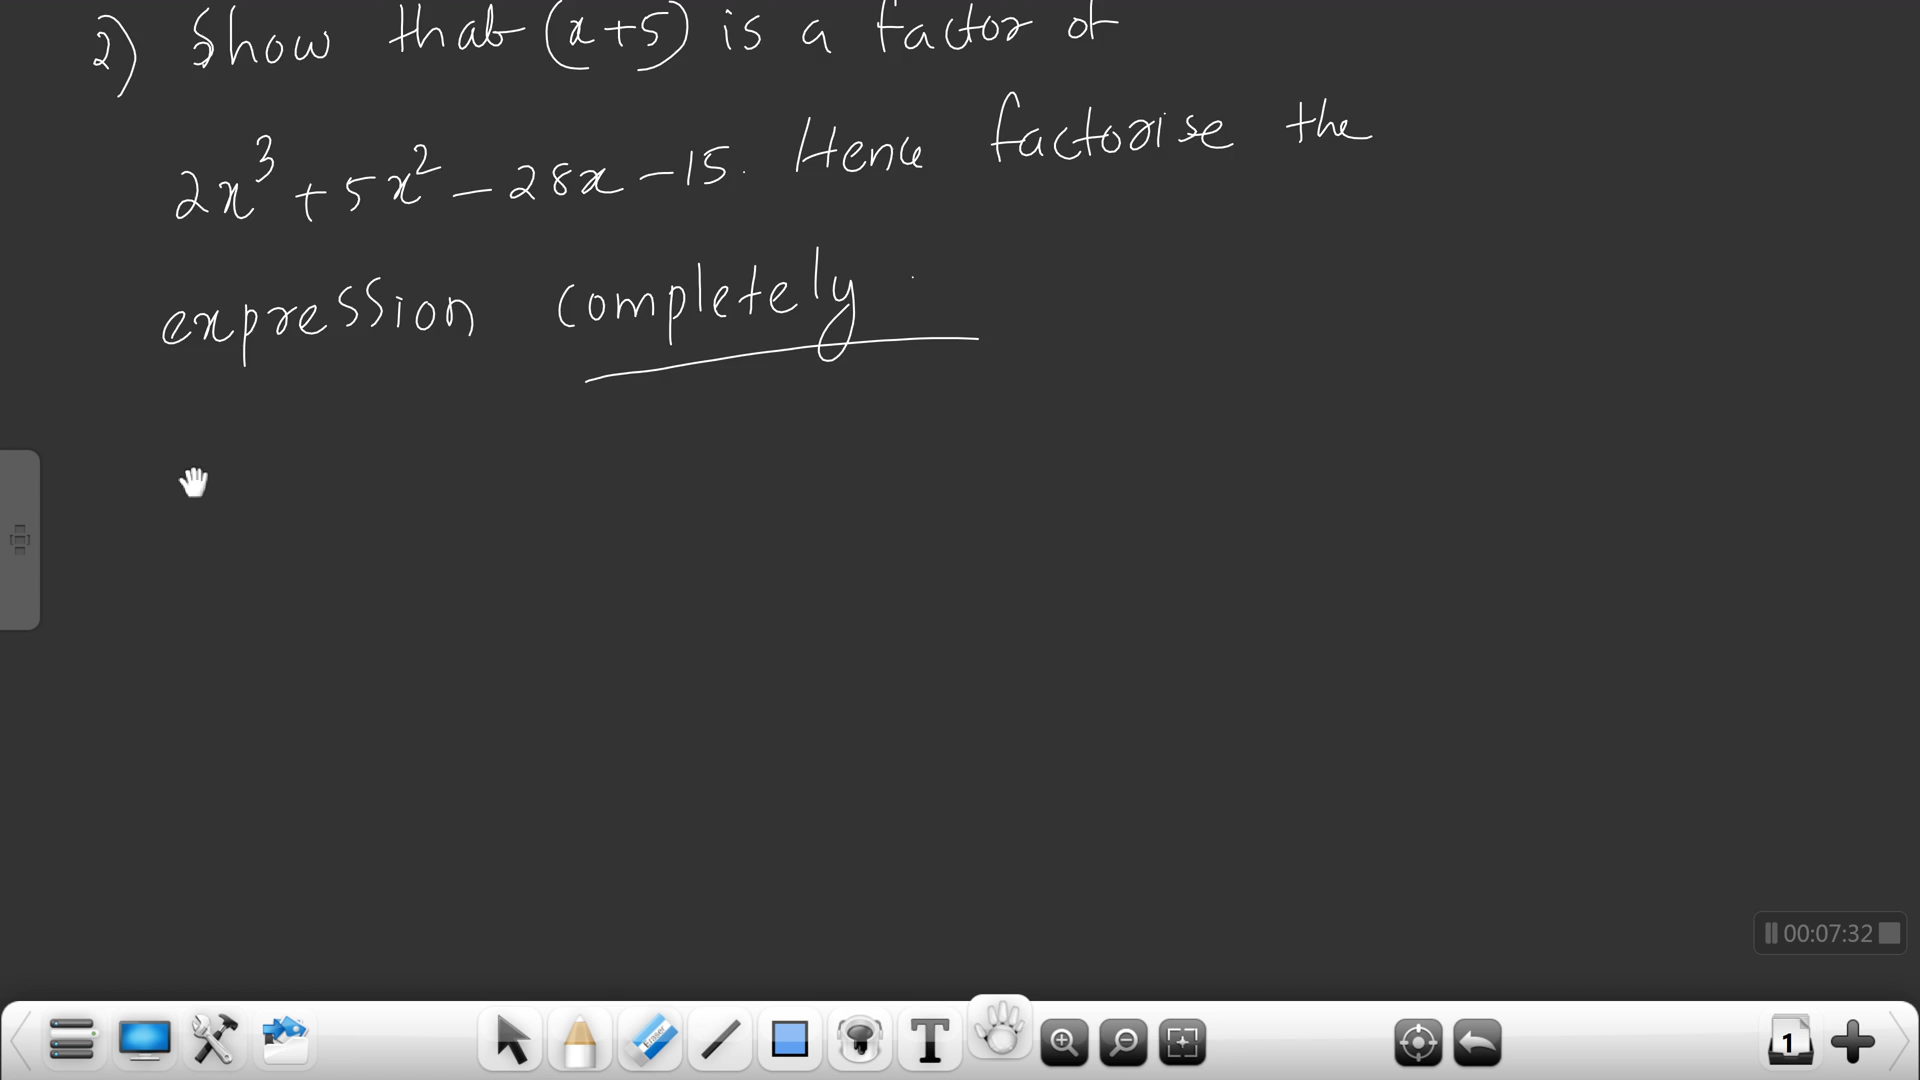 2) Show that (x+5) is a factor of
2x³ + 5x² - 28x - 15. Hence factorise the
expression completely.
00:07:32
Eraser
T
1